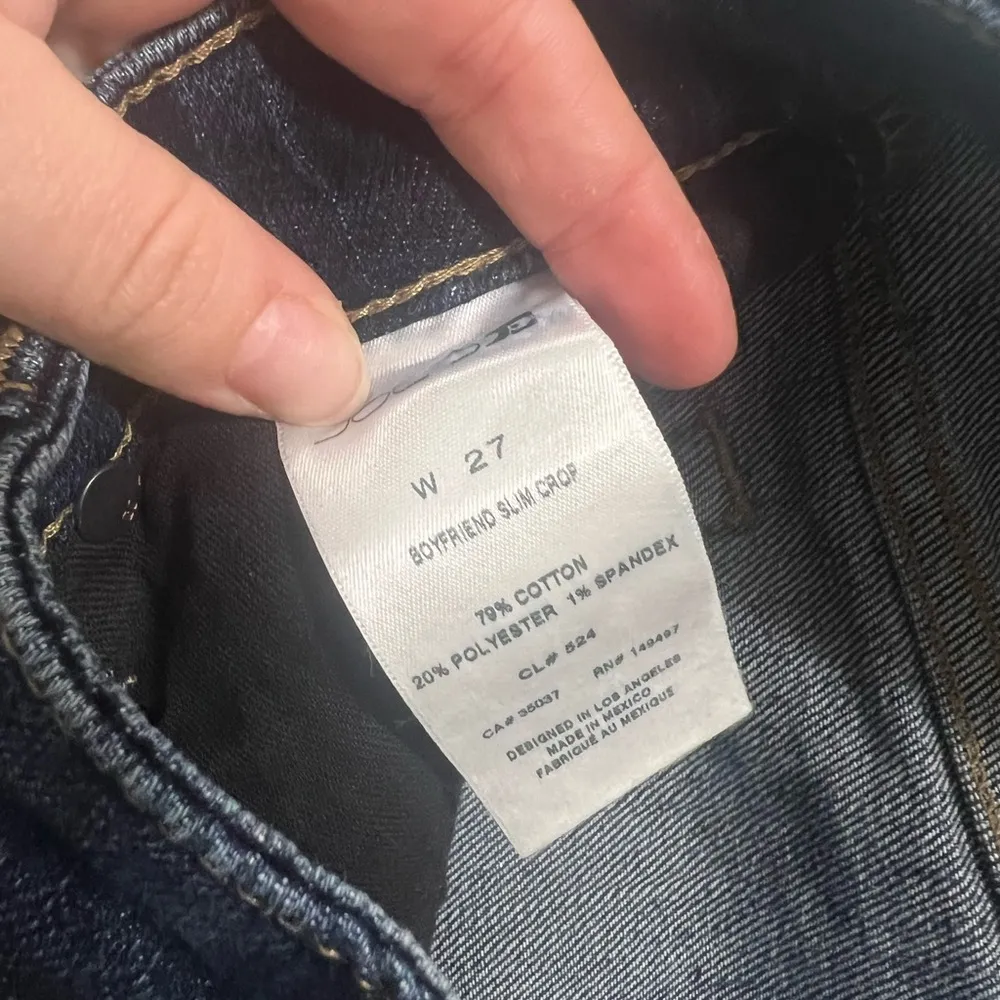 W 27
BOYFRIEND SLIM CROP
79% COTTON
20% POLYESTER 1% SPANDEX
CL# 524
CA# 35037 RN# 149497
DESIGNED IN LOS ANGELES
MADE IN MEXICO
FABRIQUÉ AU MEXIQUE